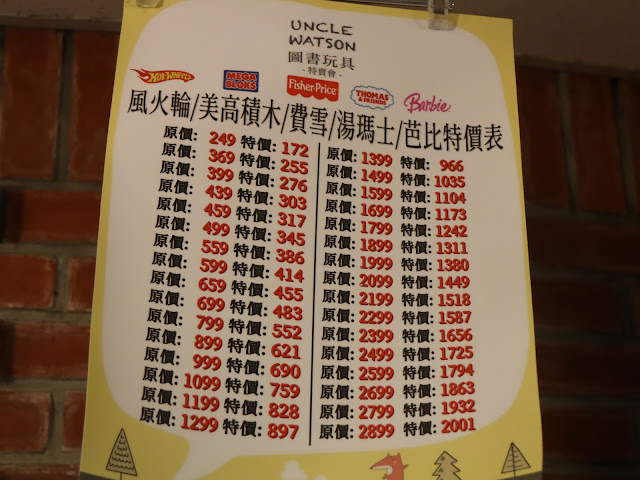 UNCLE
WATSON
圖書玩具
-特賣會-
Hot Wheels
MEGA
BLOKS
Fisher-Price
THOMAS
& FRIENDS
Barbie
風火輪/美高積木/費雪/湯瑪士/芭比特價表
原價: 249 特價: 172
原價: 369 特價: 255
原價: 399 特價: 276
原價: 439 特價: 303
原價: 459 特價: 317
原價: 499 特價: 345
原價: 559 特價: 386
原價: 599 特價: 414
原價: 659 特價: 455
原價: 699 特價: 483
原價: 799 特價: 552
原價: 899 特價: 621
原價: 999 特價: 690
原價: 1099 特價: 759
原價: 1199 特價: 828
原價: 1299 特價: 897
原價: 1399 特價: 966
原價: 1499 特價: 1035
原價: 1599 特價: 1104
原價: 1699 特價: 1173
原價: 1799 特價: 1242
原價: 1899 特價: 1311
原價: 1999 特價: 1380
原價: 2099 特價: 1449
原價: 2199 特價: 1518
原價: 2299 特價: 1587
原價: 2399 特價: 1656
原價: 2499 特價: 1725
原價: 2599 特價: 1794
原價: 2699 特價: 1863
原價: 2799 特價: 1932
原價: 2899 特價: 2001